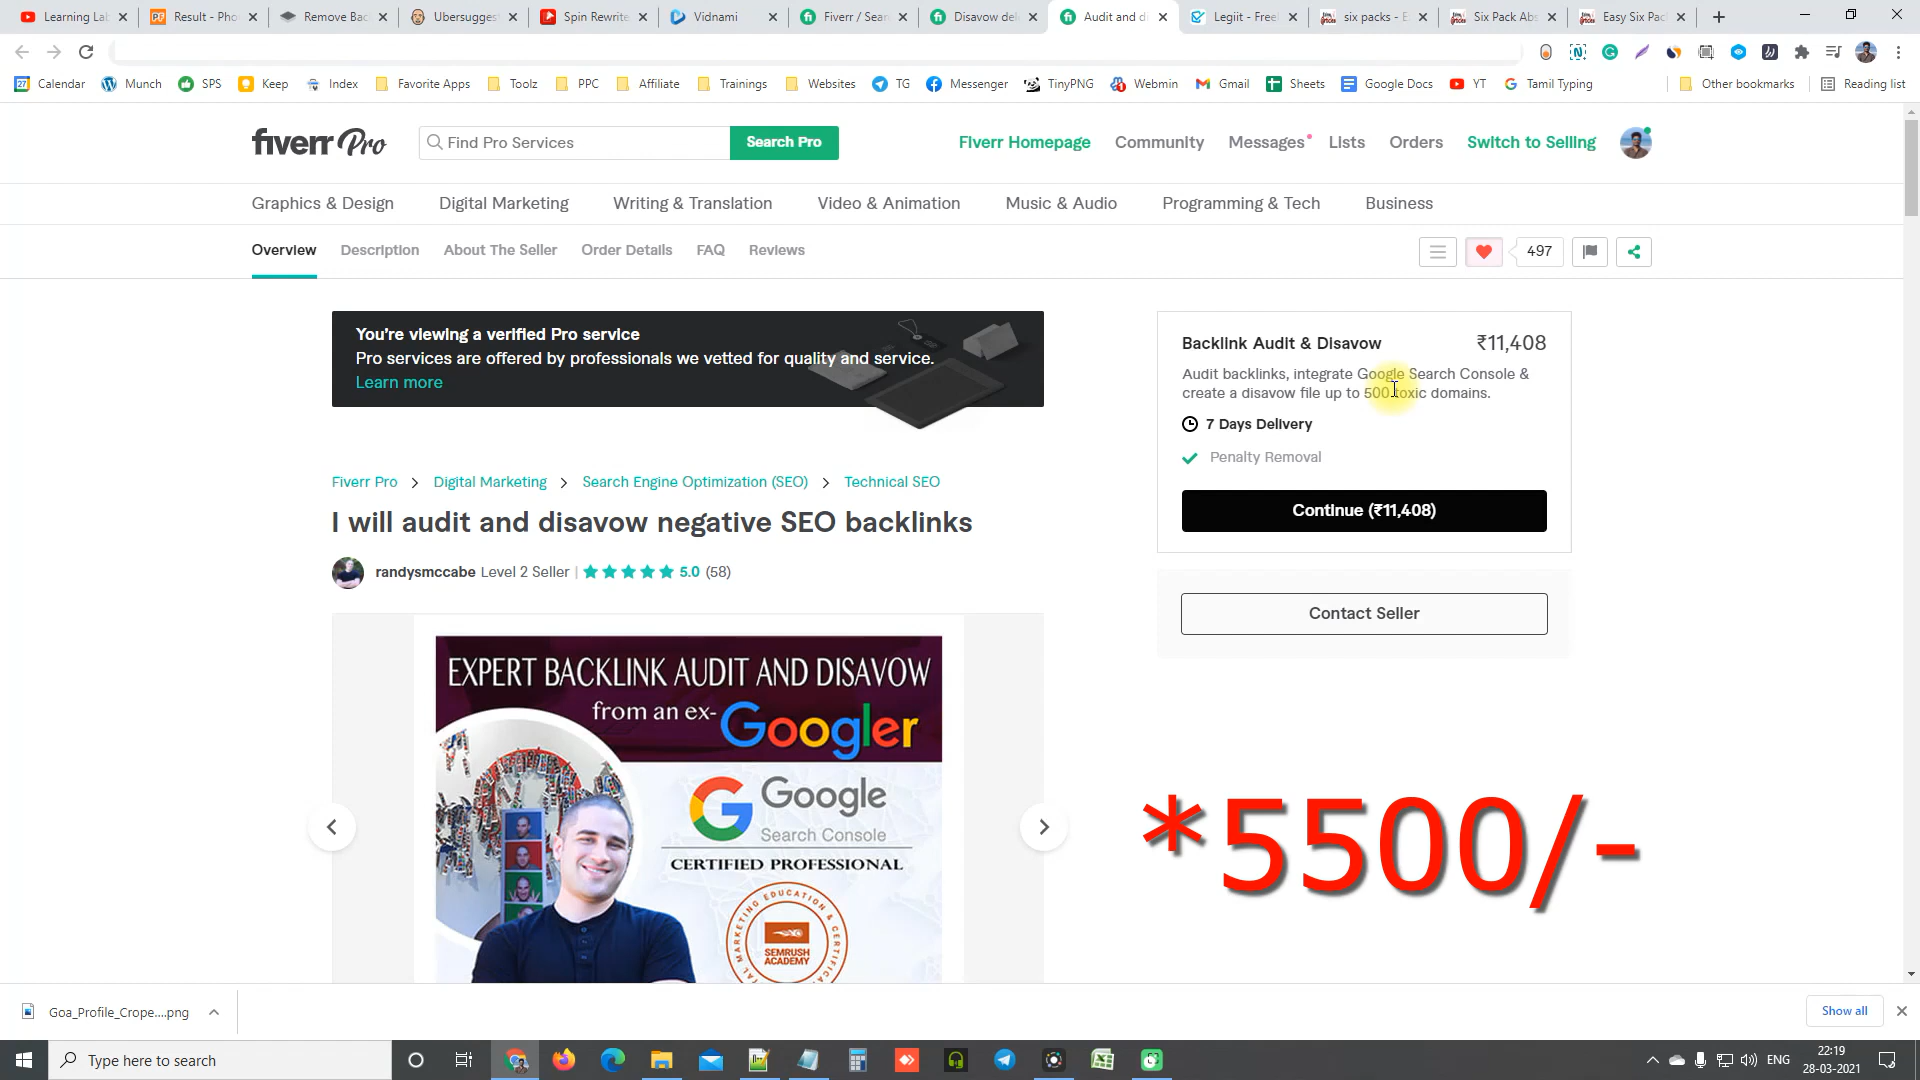 Learning Lab
Result - Pho
Remove Bac
Ubersugges
Spin Rewrite
Vidnami
Fiverr / Sear
Disavow del
Audit and di
Legiit - Free
six packs - E
Six Pack Abs
Easy Six Pac
Calendar
Munch
SPS
Keep
Index
Favorite Apps
Toolz
PPC
Affiliate
Trainings
Websites
TG
Messenger
TinyPNG
Webmin
Gmail
Sheets
Google Docs
YT
Tamil Typing
Other bookmarks
Reading list
fiverr Pro
Find Pro Services
Search Pro
Fiverr Homepage
Community
Messages
Lists
Orders
Switch to Selling
Graphics & Design
Digital Marketing
Writing & Translation
Video & Animation
Music & Audio
Programming & Tech
Business
Overview
Description
About The Seller
Order Details
FAQ
Reviews
497
You're viewing a verified Pro service
Pro services are offered by professionals we vetted for quality and service.
Learn more
Backlink Audit & Disavow
₹11,408
Audit backlinks, integrate Google Search Console &
create a disavow file up to 500 toxic domains.
7 Days Delivery
Penalty Removal
Continue (₹11,408)
Contact Seller
Fiverr Pro
Digital Marketing
Search Engine Optimization (SEO)
Technical SEO
I will audit and disavow negative SEO backlinks
randysmccabe Level 2 Seller | 5.0 (58)
EXPERT BACKLINK AUDIT AND DISAVOW
from an ex-Googler
Google
Search Console
CERTIFIED PROFESSIONAL
SEMRUSH
ACADEMY
*5500/-
Goa_Profile_Crope....png
Show all
Type here to search
ENG
22:19
28-03-2021